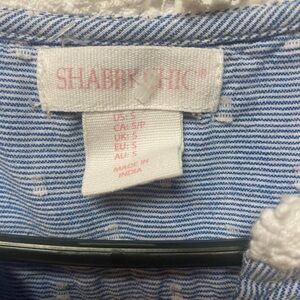 SHABBY CHIC®
US: S
CA: S/P
UK: S
EU: S
AU: S
MADE IN
INDIA